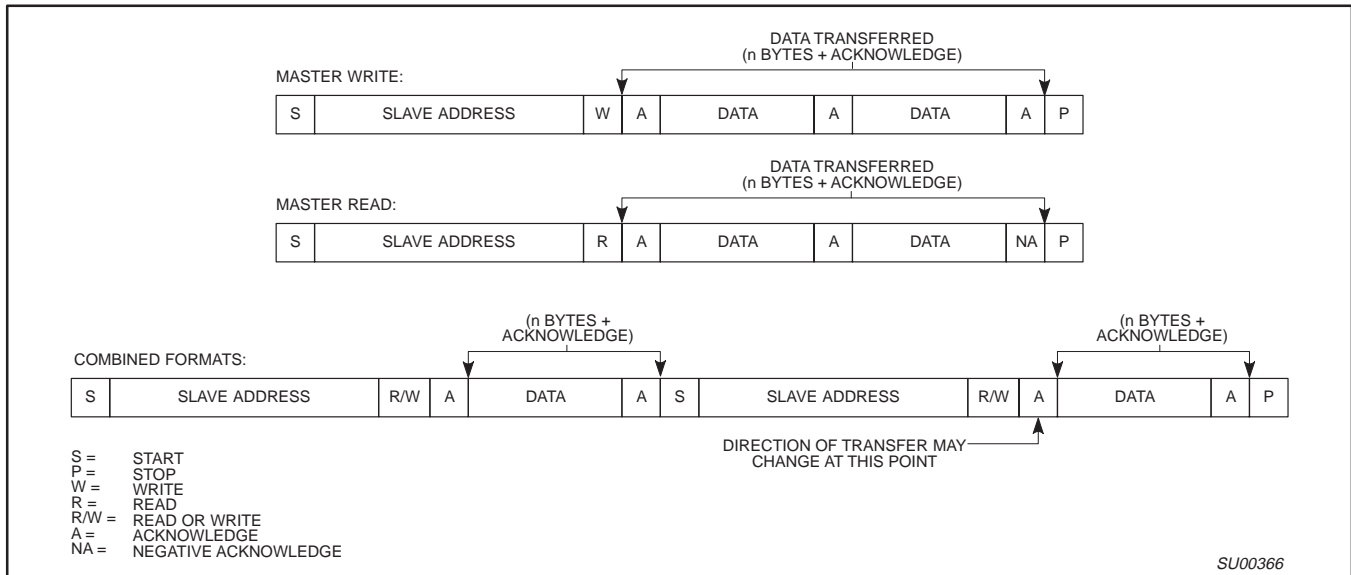 DATA TRANSFERRED
(n BYTES + ACKNOWLEDGE)
MASTER WRITE:
S SLAVE ADDRESS W A DATA A DATA A P
DATA TRANSFERRED
(n BYTES + ACKNOWLEDGE)
MASTER READ:
S SLAVE ADDRESS R A DATA A DATA NA P
(n BYTES +
ACKNOWLEDGE)
(n BYTES +
ACKNOWLEDGE)
COMBINED FORMATS:
S SLAVE ADDRESS R/W A DATA A S SLAVE ADDRESS R/W A DATA A P
DIRECTION OF TRANSFER MAY
CHANGE AT THIS POINT
S = START
P = STOP
W = WRITE
R = READ
R/W = READ OR WRITE
A = ACKNOWLEDGE
NA = NEGATIVE ACKNOWLEDGE
SU00366